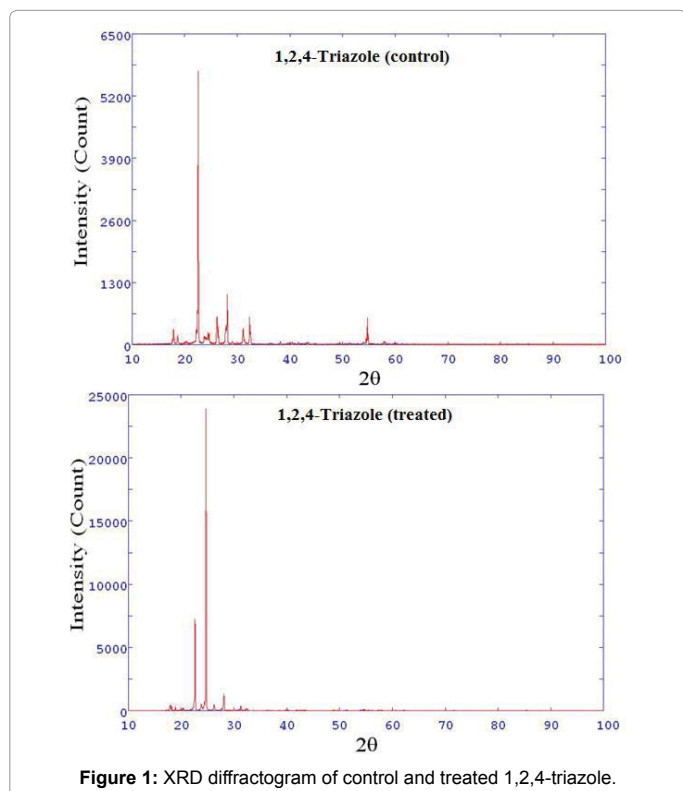 6500
1,2,4-Triazole (control)
5200
3900
2600
1300
0
Intensity (Count)
10 20 30 40 50 60 70 80 90 100
2θ
25000
1,2,4-Triazole (treated)
20000
15000
10000
5000
0
Intensity (Count)
10 20 30 40 50 60 70 80 90 100
2θ
Figure 1: XRD diffractogram of control and treated 1,2,4-triazole.